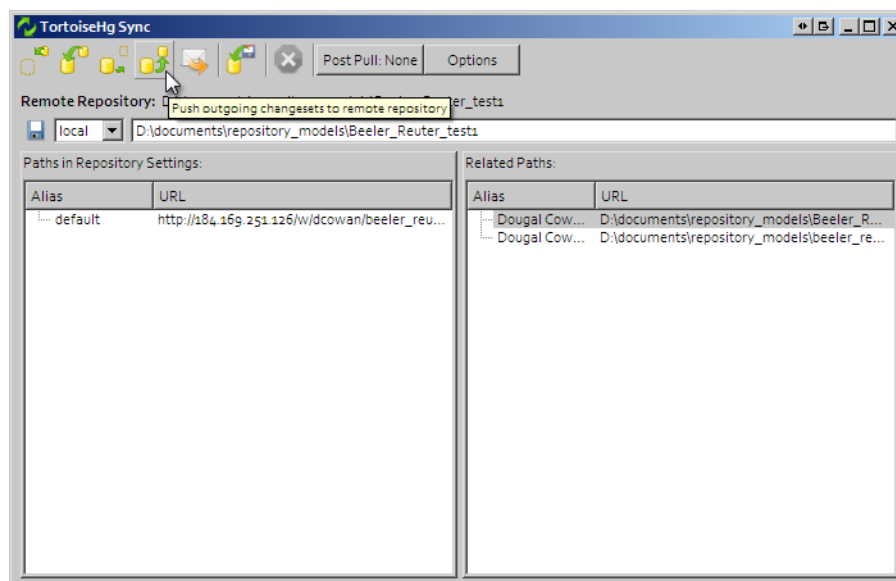 TortoiseHg Sync
Post Pull: None Options
Remote Repository:
Push outgoing changesets to remote repository
local D:\documents\repository_models\Beeler_Reuter_test1
Paths in Repository Settings:
Alias URL
default http://184.169.251.126/w/dcowan/beeler_reu...
Related Paths:
Alias URL
Dougal Cow... D:\documents\repository_models\Beeler_R...
Dougal Cow... D:\documents\repository_models\beeler_re...